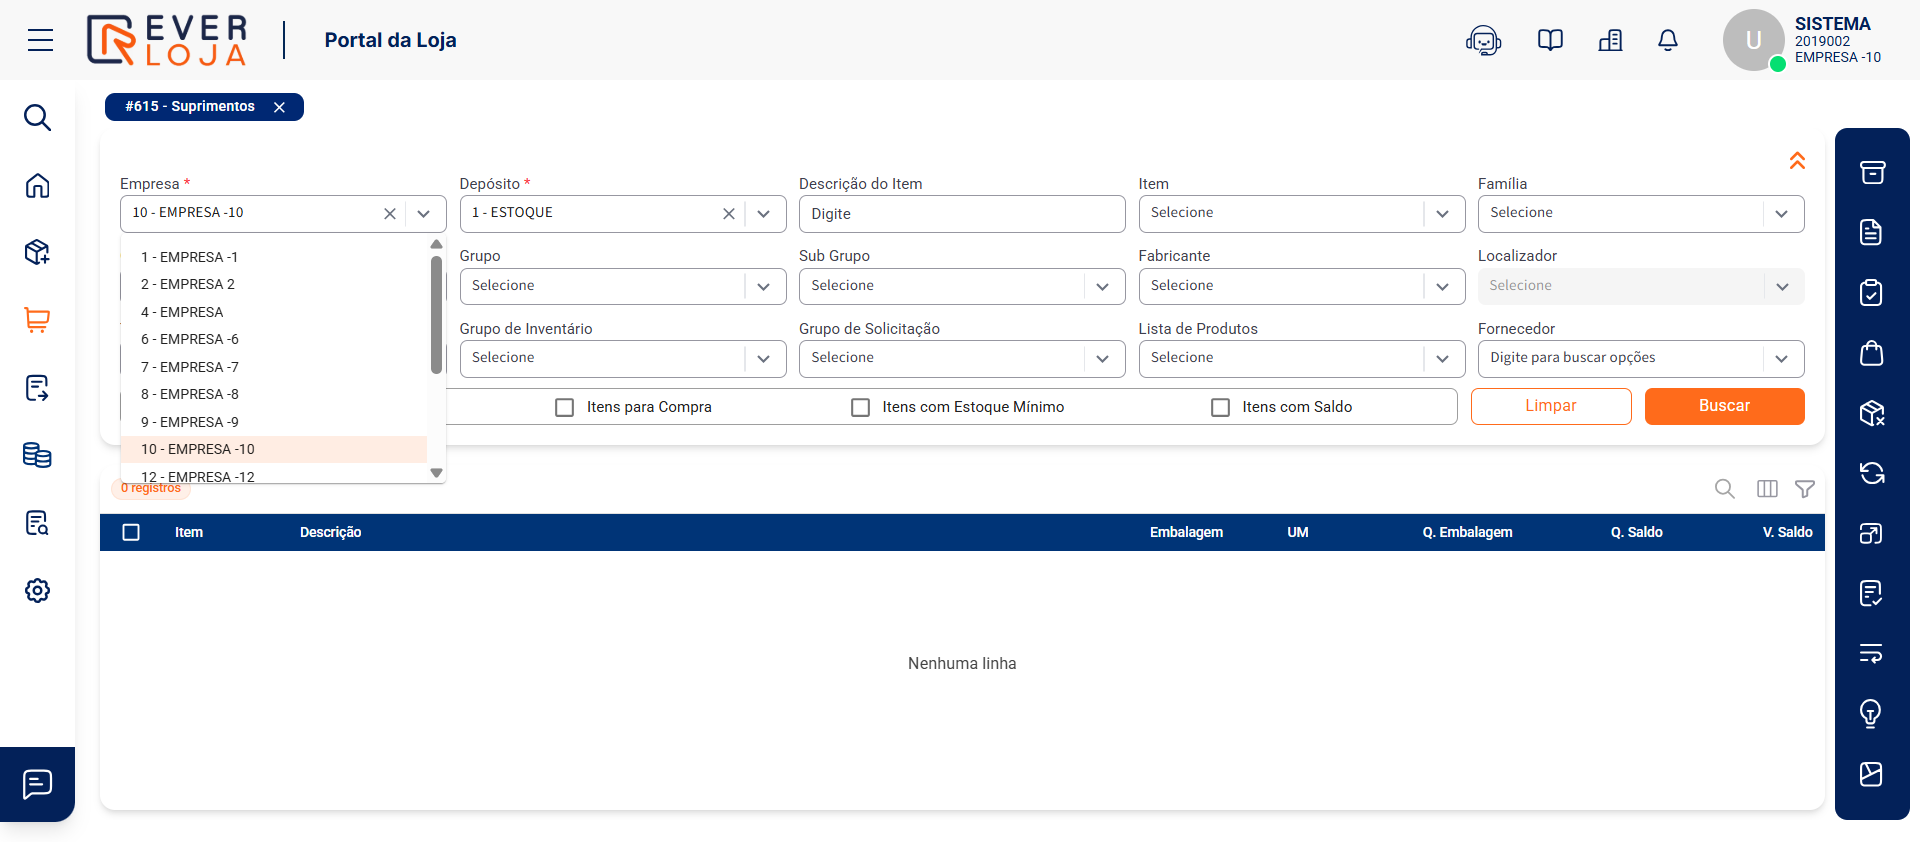 EVER
LOJA
Portal da Loja
U
SISTEMA
2019002
EMPRESA -10
#615 - Suprimentos
Empresa *
Depósito *
Descrição do Item
Item
Família
10 - EMPRESA -10
1 - ESTOQUE
Digite
Selecione
Selecione
1 - EMPRESA -1
2 - EMPRESA 2
4 - EMPRESA
6 - EMPRESA -6
7 - EMPRESA -7
8 - EMPRESA -8
9 - EMPRESA -9
10 - EMPRESA -10
12 - EMPRESA -12
Grupo
Sub Grupo
Fabricante
Localizador
Selecione
Selecione
Selecione
Selecione
Grupo de Inventário
Grupo de Solicitação
Lista de Produtos
Fornecedor
Selecione
Selecione
Selecione
Digite para buscar opções
Itens para Compra
Itens com Estoque Mínimo
Itens com Saldo
Limpar
Buscar
0 registros
Item
Descrição
Embalagem
UM
Q. Embalagem
Q. Saldo
V. Saldo
Nenhuma linha